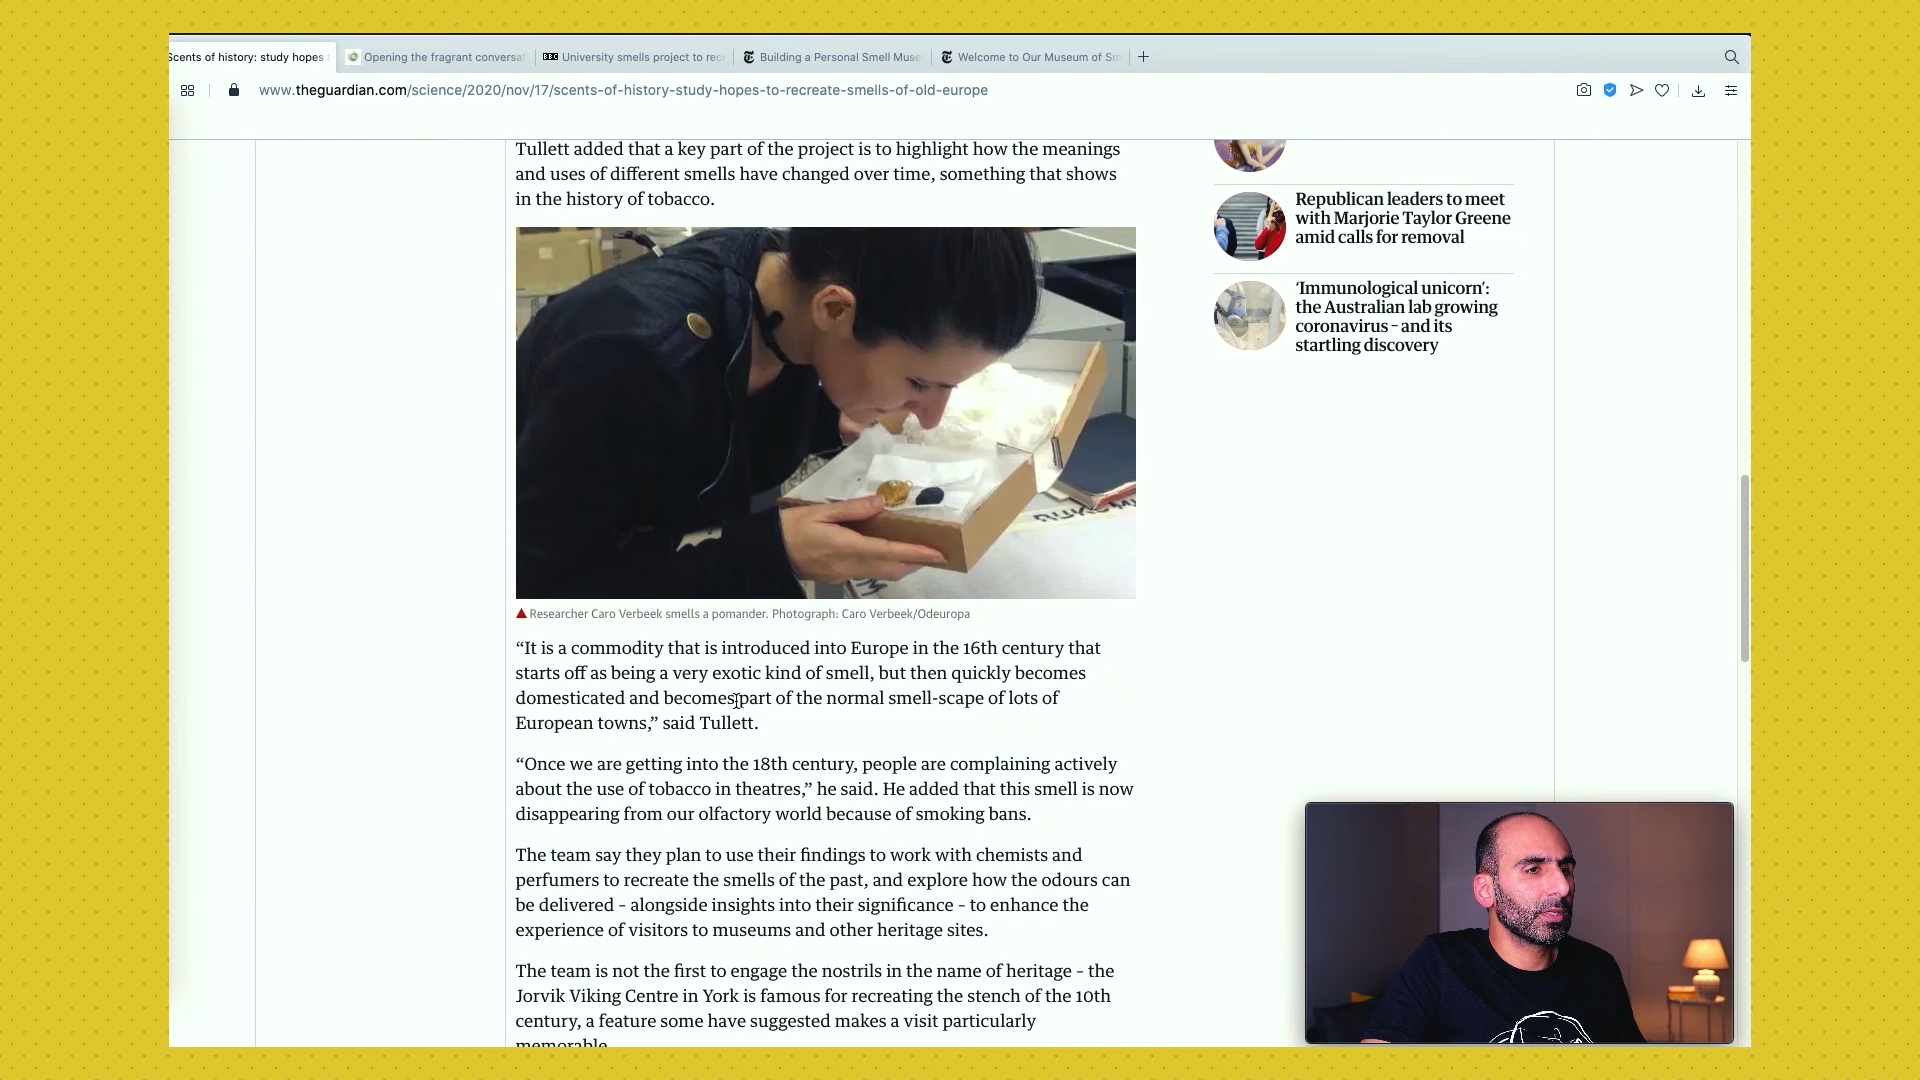 Scents of history: study hopes
Opening the fragrant conversat
BBC
University smells project to rec
Building a Personal Smell Muse
Welcome to Our Museum of Sm
www.theguardian.com/science/2020/nov/17/scents-of-history-study-hopes-to-recreate-smells-of-old-europe
Tullett added that a key part of the project is to highlight how the meanings
and uses of different smells have changed over time, something that shows
in the history of tobacco.
Republican leaders to meet
with Marjorie Taylor Greene
amid calls for removal
‘Immunological unicorn’:
the Australian lab growing
coronavirus – and its
startling discovery
Researcher Caro Verbeek smells a pomander. Photograph: Caro Verbeek/Odeuropa
“It is a commodity that is introduced into Europe in the 16th century that
starts off as being a very exotic kind of smell, but then quickly becomes
domesticated and becomes part of the normal smell-scape of lots of
European towns,” said Tullett.
“Once we are getting into the 18th century, people are complaining actively
about the use of tobacco in theatres,” he said. He added that this smell is now
disappearing from our olfactory world because of smoking bans.
The team say they plan to use their findings to work with chemists and
perfumers to recreate the smells of the past, and explore how the odours can
be delivered – alongside insights into their significance – to enhance the
experience of visitors to museums and other heritage sites.
The team is not the first to engage the nostrils in the name of heritage – the
Jorvik Viking Centre in York is famous for recreating the stench of the 10th
century, a feature some have suggested makes a visit particularly
memorable.